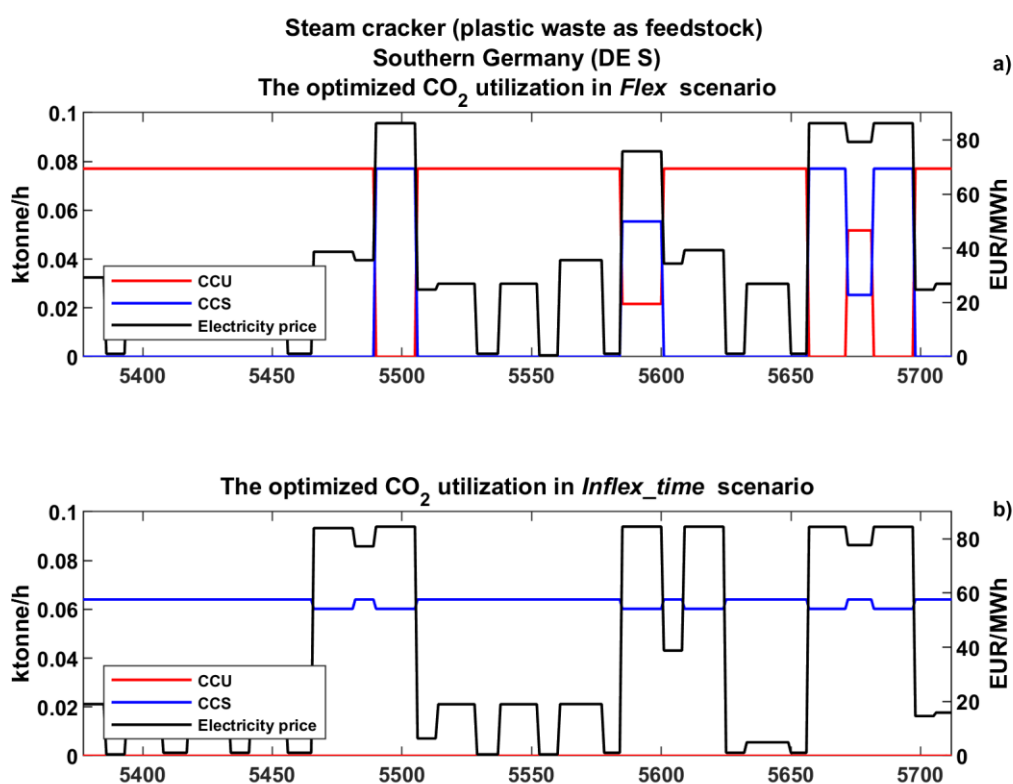 Steam cracker (plastic waste as feedstock)
Southern Germany (DE S)
a)
The optimized CO2 utilization in Flex scenario
0.1
0.08
0.06
0.04
0.02
0
ktonne/h
80
60
40
20
0
EUR/MWh
CCU
CCS
Electricity price
5400 5450 5500 5550 5600 5650 5700
The optimized CO2 utilization in Inflex_time scenario
b)
0.1
0.08
0.06
0.04
0.02
0
ktonne/h
80
60
40
20
0
EUR/MWh
CCU
CCS
Electricity price
5400 5450 5500 5550 5600 5650 5700